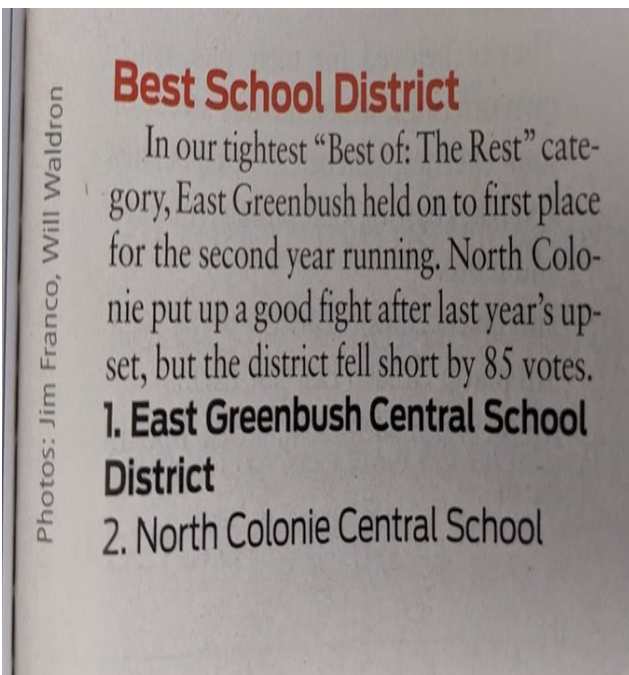 Best School District
In our tightest “Best of: The Rest” cate-
gory, East Greenbush held on to first place
for the second year running. North Colo-
nie put up a good fight after last year’s up-
set, but the district fell short by 85 votes.
1. East Greenbush Central School
District
2. North Colonie Central School
Photos: Jim Franco, Will Waldron